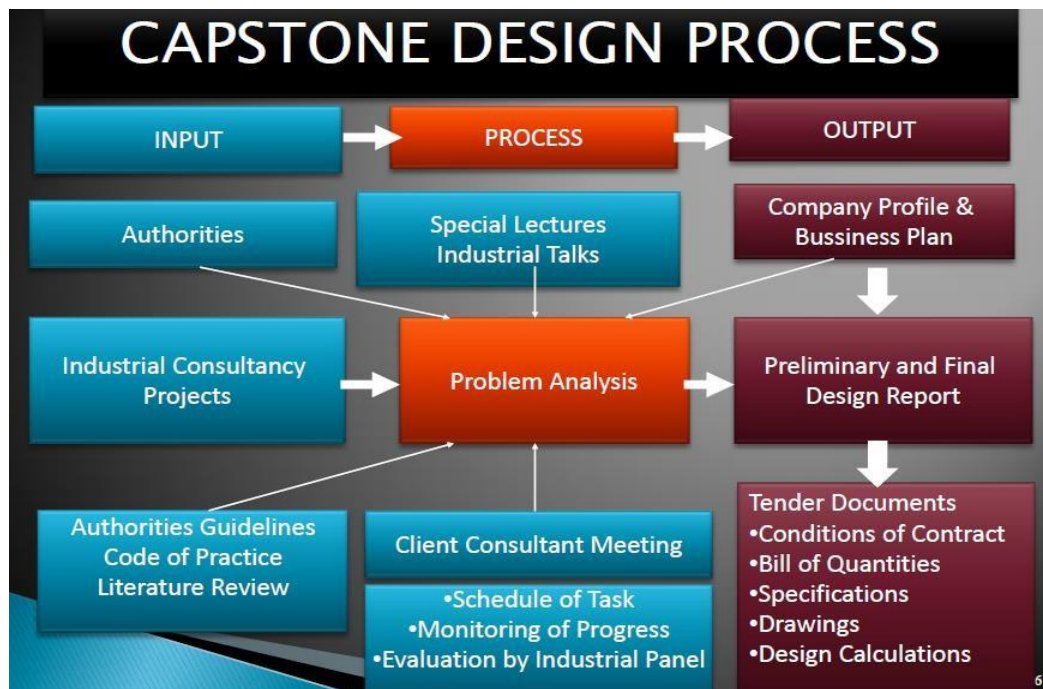 CAPSTONE DESIGN PROCESS
INPUT
PROCESS
OUTPUT
Authorities
Special Lectures
Industrial Talks
Company Profile &
Bussiness Plan
Industrial Consultancy
Projects
Problem Analysis
Preliminary and Final
Design Report
Authorities Guidelines
Code of Practice
Literature Review
Client Consultant Meeting
•Schedule of Task
•Monitoring of Progress
•Evaluation by Industrial Panel
Tender Documents
•Conditions of Contract
•Bill of Quantities
•Specifications
•Drawings
•Design Calculations
6